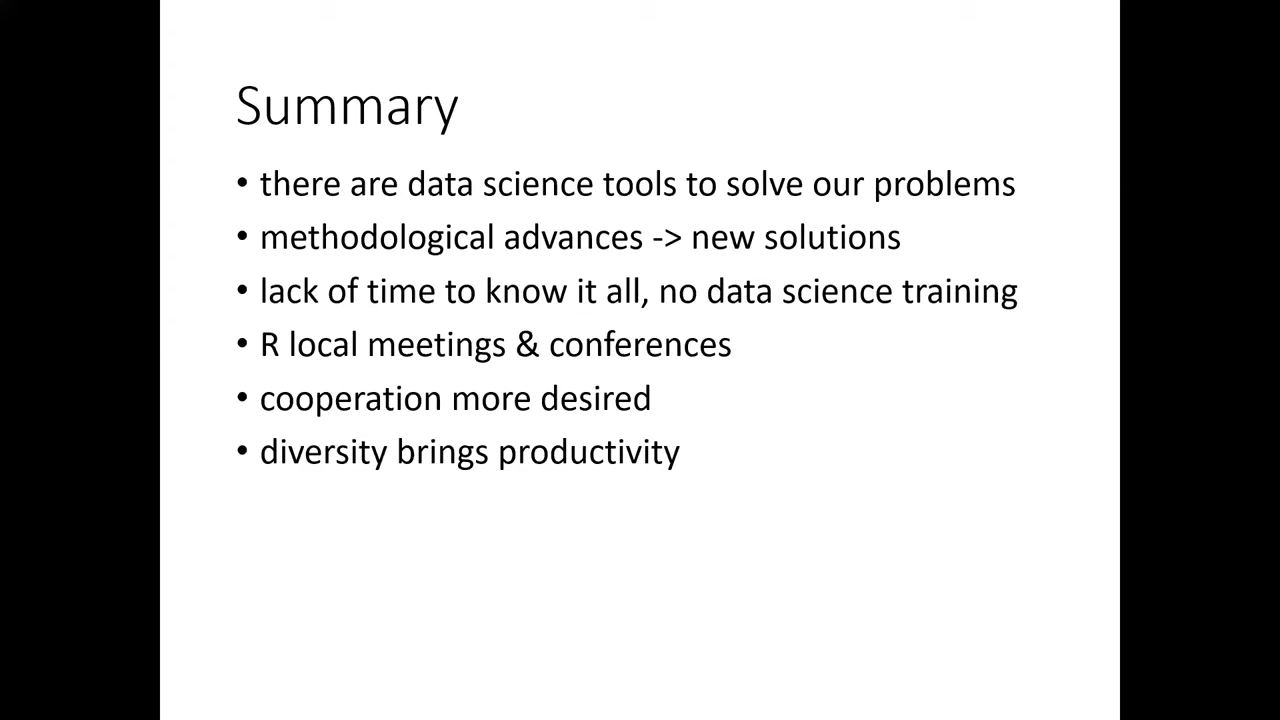 Summary
• there are data science tools to solve our problems
• methodological advances -> new solutions
• lack of time to know it all, no data science training
• R local meetings & conferences
• cooperation more desired
• diversity brings productivity